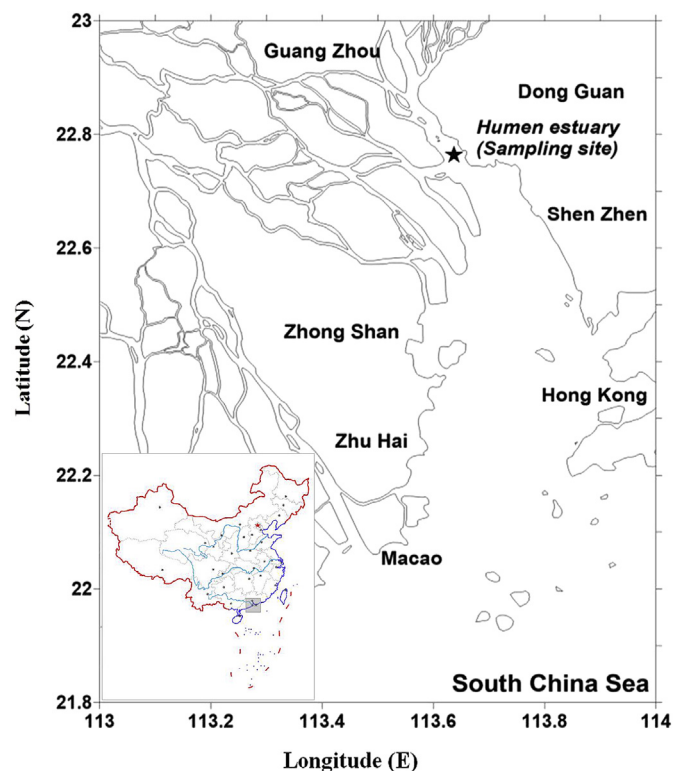 23
Guang Zhou
Dong Guan
22.8
Humen estuary
(Sampling site)
Shen Zhen
22.6
Zhong Shan
22.4
Hong Kong
Zhu Hai
22.2
Macao
22
South China Sea
21.8
113
113.2
113.4
113.6
113.8
114
Latitude (N)
Longitude (E)